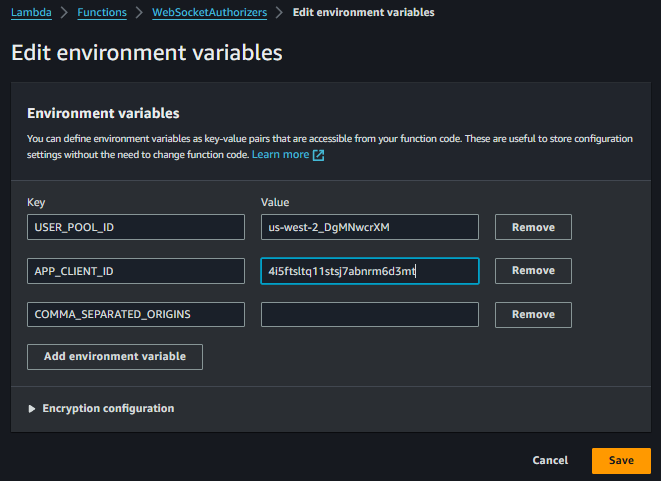 Lambda > Functions > WebSocketAuthorizers > Edit environment variables
Edit environment variables
Environment variables
You can define environment variables as key-value pairs that are accessible from your function code. These are useful to store configuration
settings without the need to change function code. Learn more
Key Value
USER_POOL_ID us-west-2_DgMNwcrXM Remove
APP_CLIENT_ID 4i5ftsltq11stsj7abnrm6d3mt Remove
COMMA_SEPARATED_ORIGINS Remove
Add environment variable
Encryption configuration
Cancel Save